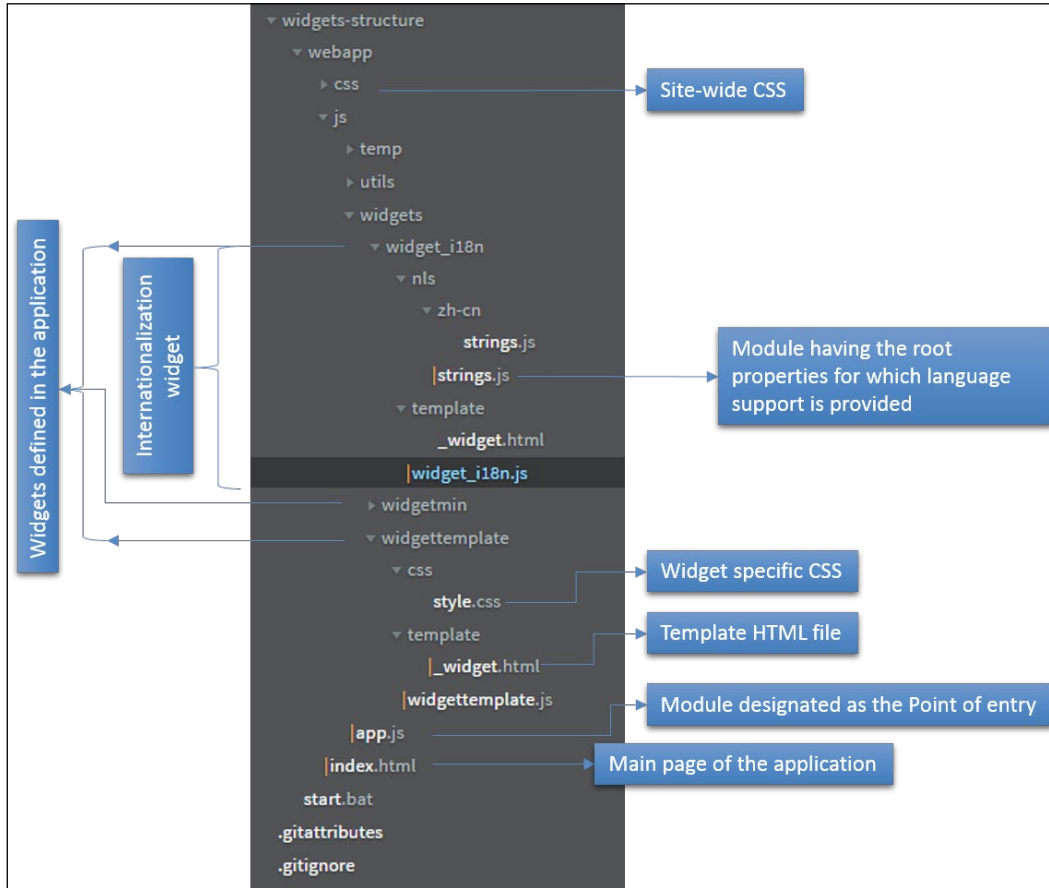 widgets-structure
webapp
css
Site-wide CSS
js
temp
utils
widgets
Widgets defined in the application
Internationalization
widget
widget_i18n
nls
zh-cn
strings.js
strings.js
Module having the root
properties for which language
support is provided
template
_widget.html
widget_i18n.js
widgetmin
widgettemplate
css
Widget specific CSS
style.css
template
Template HTML file
_widget.html
widgettemplate.js
Module designated as the Point of entry
app.js
index.html
Main page of the application
start.bat
.gitattributes
.gitignore